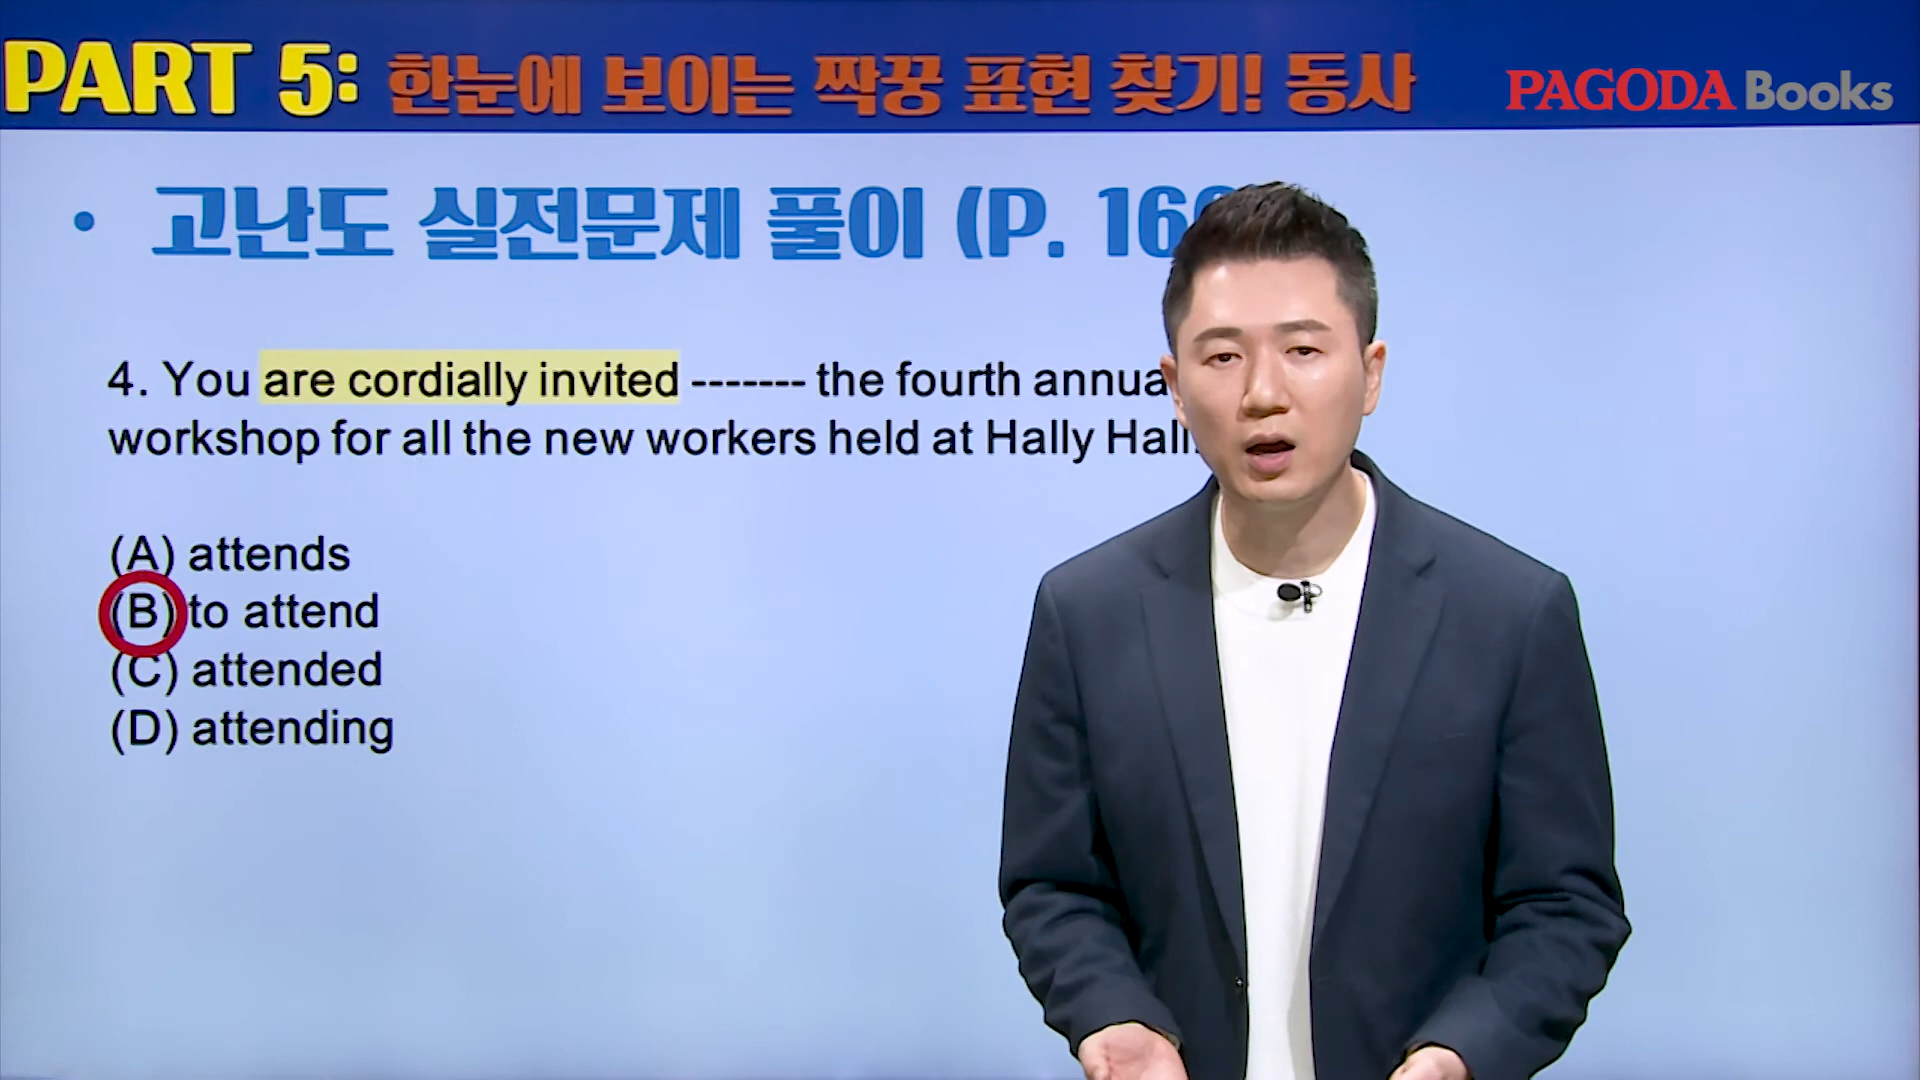 PART 5: 한눈에 보이는 짝꿍 표현 찾기! 동사
PAGODA Books
• 고난도 실전문제 풀이 (P.
4. You are cordially invited ------- the fourth annua
workshop for all the new workers held at Hally Hall.
(A) attends
(B) to attend
(C) attended
(D) attending